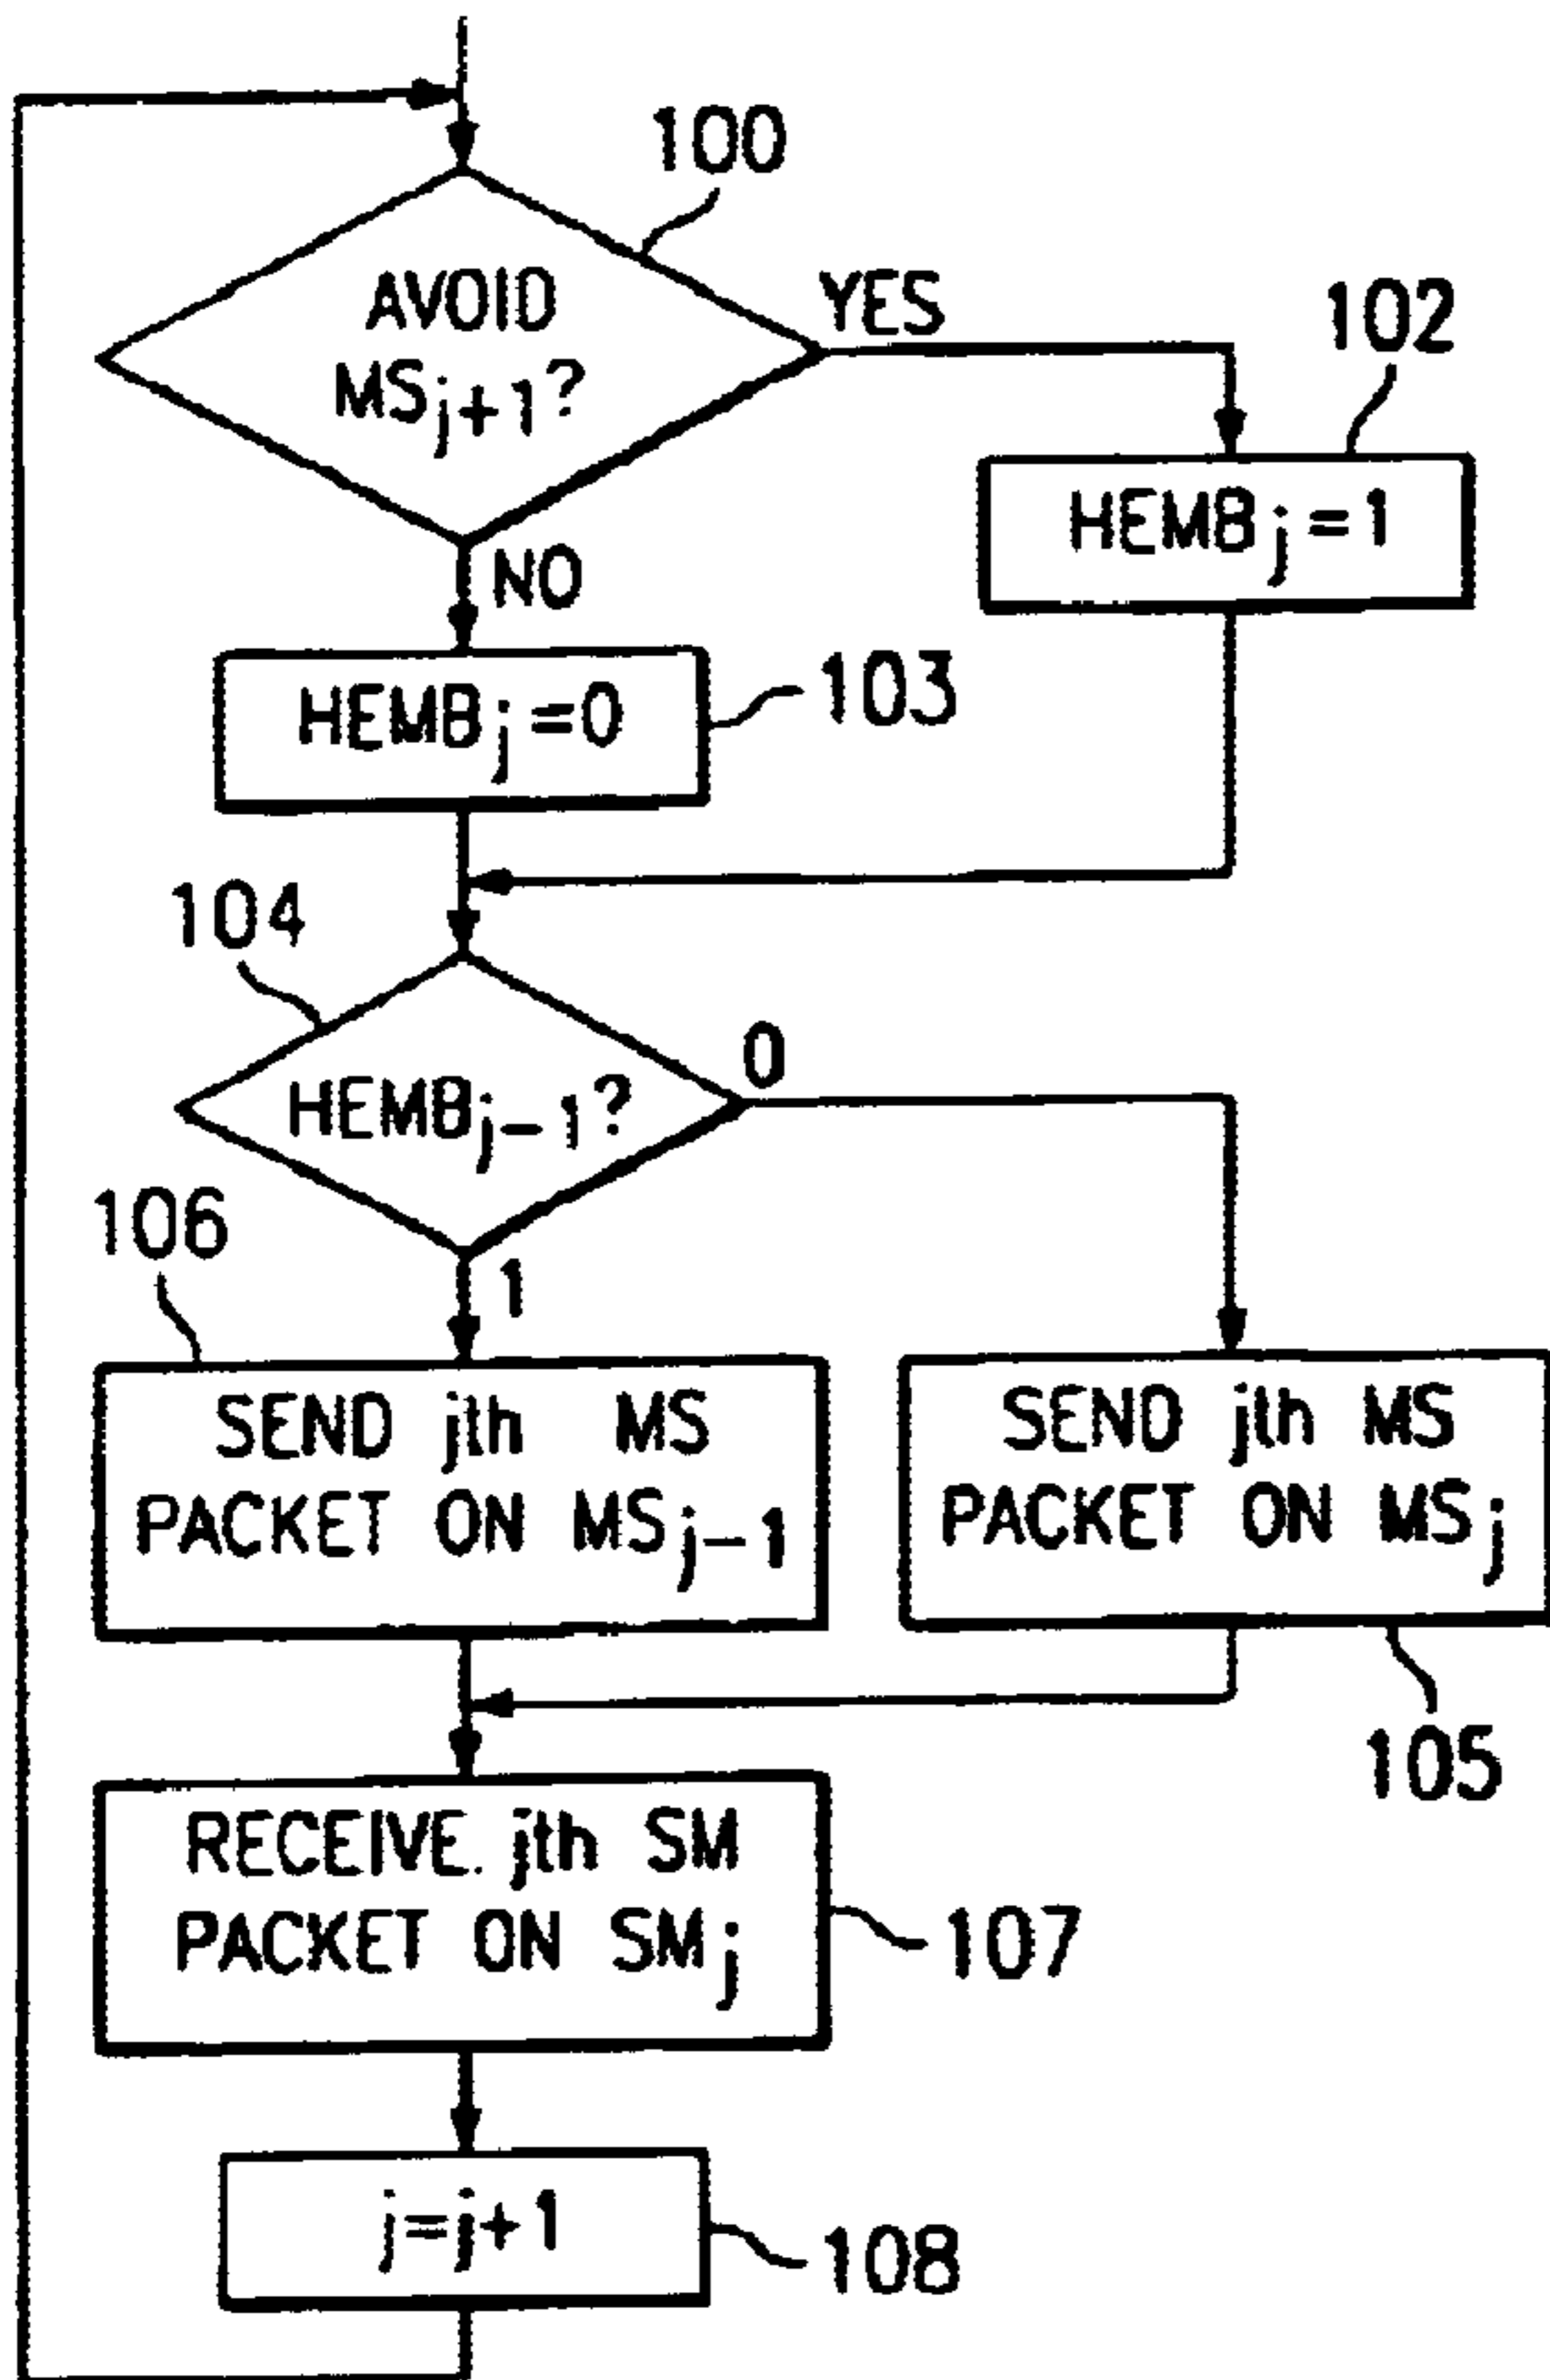 100
AVOID
MSj+1?
YES
102
HEMBj=1
NO
HEMBj=0
103
104
HEMBj-1?
0
106
1
SEND jth MS
PACKET ON MSj-1
SEND jth MS
PACKET ON MSj
105
RECEIVE. jth SM
PACKET ON SMj
107
j=j+1
108